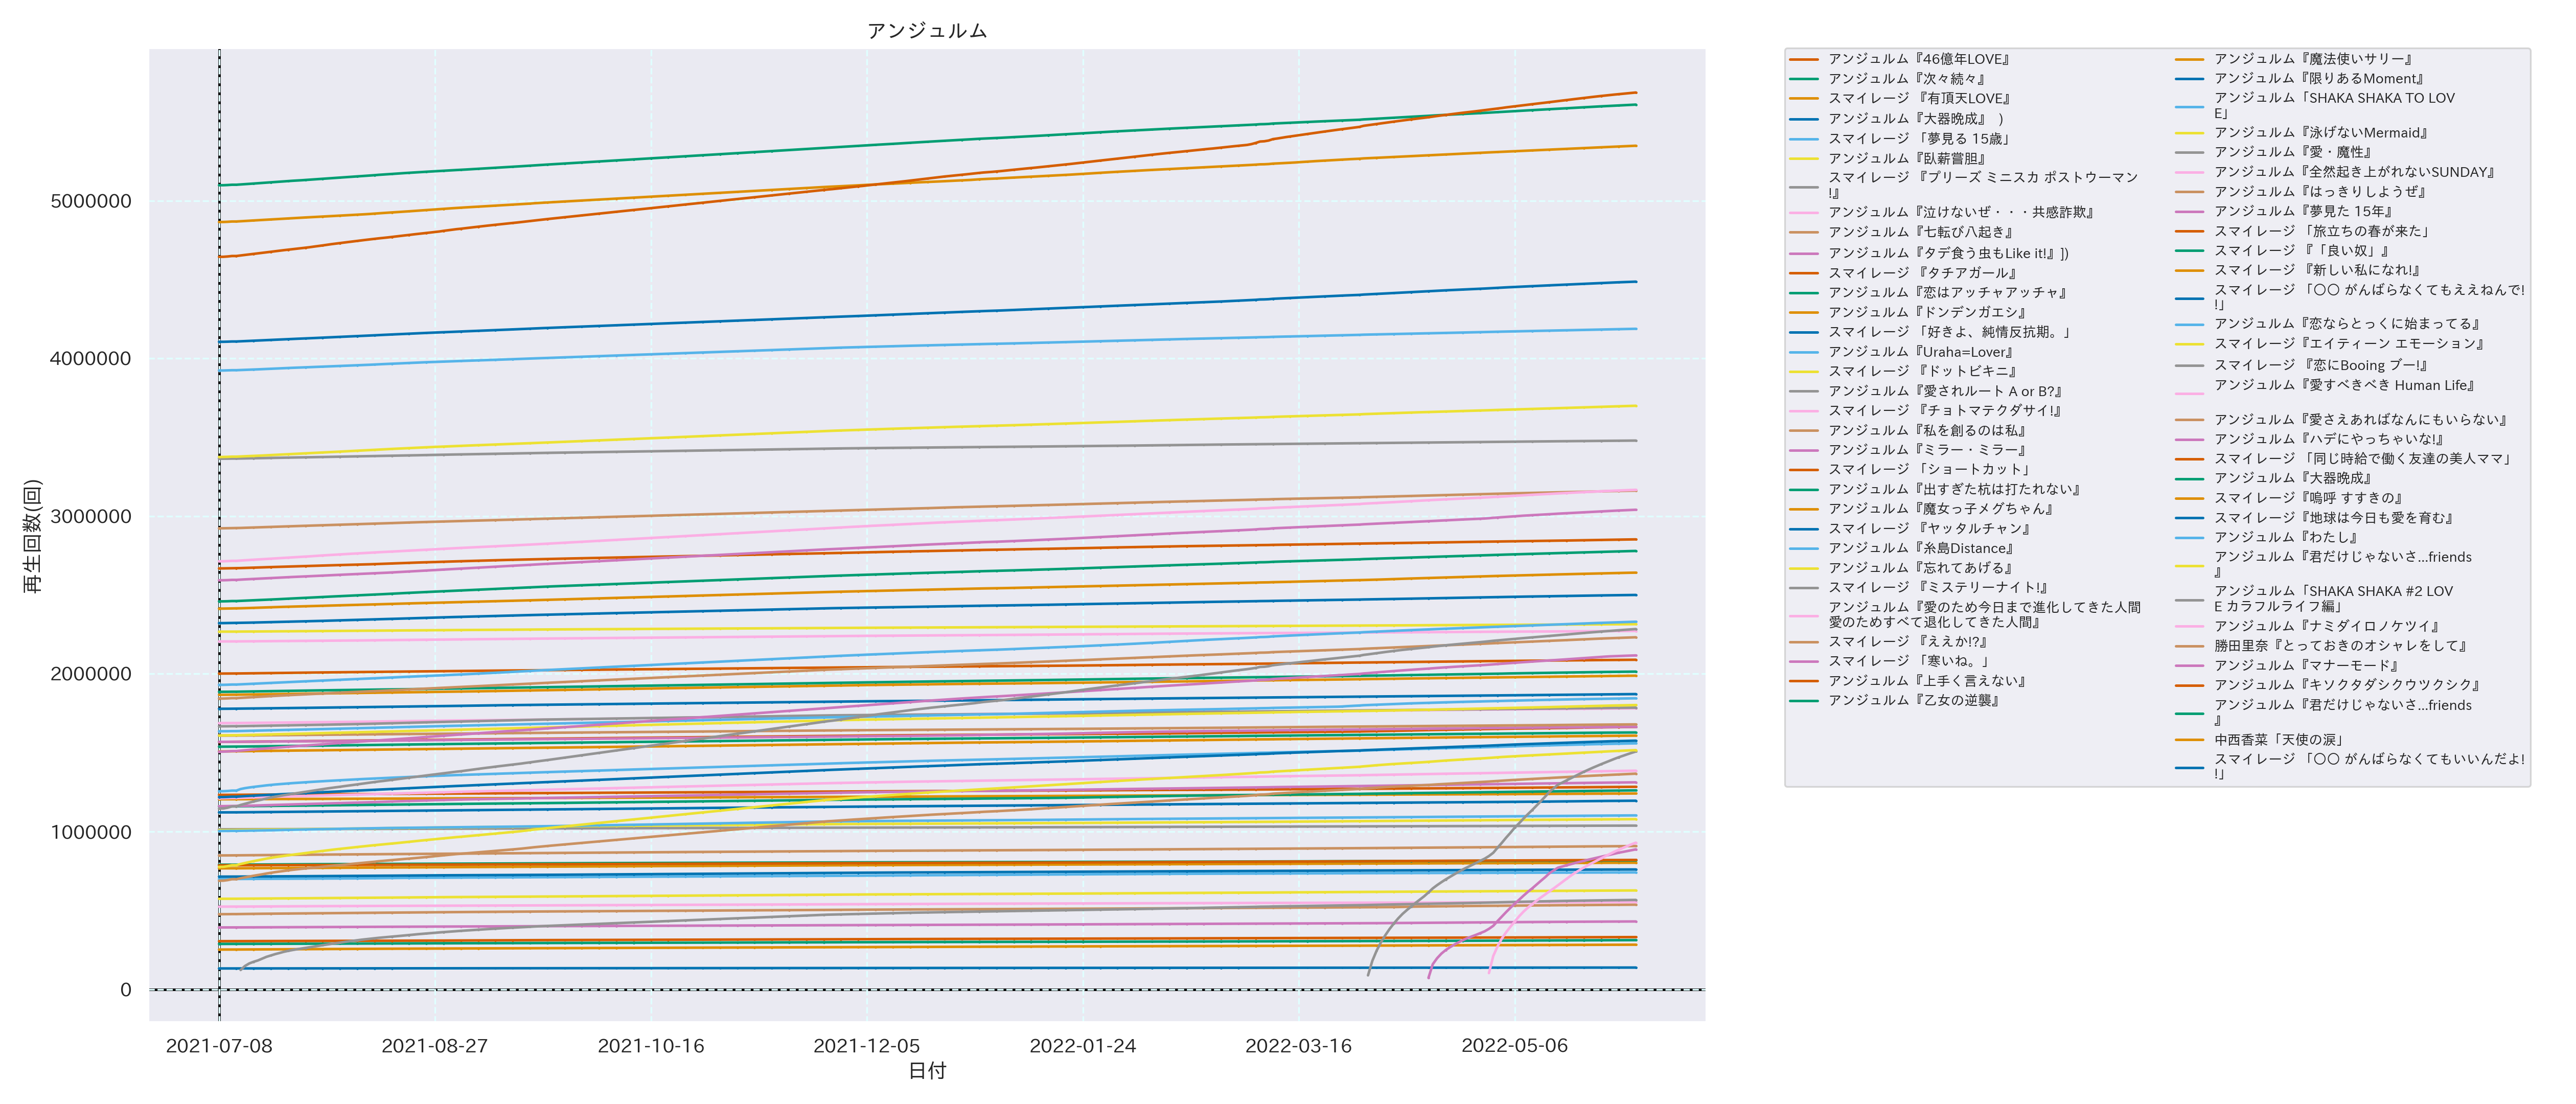 アンジュルム
再生回数(回)
5000000
4000000
3000000
2000000
1000000
0
2021-07-08
2021-08-27
2021-10-16
2021-12-05
2022-01-24
2022-03-16
2022-05-06
日付
アンジュルム『46億年LOVE』
アンジュルム『次々続々』
スマイレージ 『有頂天LOVE』
アンジュルム『大器晩成』 )
スマイレージ 「夢見る 15歳」
アンジュルム『臥薪嘗胆』
スマイレージ 『プリーズ ミニスカ ポストウーマン
!』
アンジュルム『泣けないぜ・・・共感詐欺』
アンジュルム『七転び八起き』
アンジュルム『タデ食う虫もLike it!』])
スマイレージ 『タチアガール』
アンジュルム『恋はアッチャアッチャ』
アンジュルム『ドンデンガエシ』
スマイレージ 「好きよ、純情反抗期。」
アンジュルム『Uraha=Lover』
スマイレージ 『ドットビキニ』
アンジュルム『愛されルート A or B?』
スマイレージ 『チョトマテクダサイ!』
アンジュルム『私を創るのは私』
アンジュルム『ミラー・ミラー』
スマイレージ 「ショートカット」
アンジュルム『出すぎた杭は打たれない』
アンジュルム『魔女っ子メグちゃん』
スマイレージ 『ヤッタルチャン』
アンジュルム『糸島Distance』
アンジュルム『忘れてあげる』
スマイレージ 『ミステリーナイト!』
アンジュルム『愛のため今日まで進化してきた人間
愛のためすべて退化してきた人間』
スマイレージ 『ええか!?』
スマイレージ 「寒いね。」
アンジュルム『上手く言えない』
アンジュルム『乙女の逆襲』
アンジュルム『魔法使いサリー』
アンジュルム『限りあるMoment』
アンジュルム「SHAKA SHAKA TO LOV
E」
アンジュルム『泳げないMermaid』
アンジュルム『愛・魔性』
アンジュルム『全然起き上がれないSUNDAY』
アンジュルム『はっきりしようぜ』
アンジュルム『夢見た 15年』
スマイレージ 「旅立ちの春が来た」
スマイレージ 『「良い奴」』
スマイレージ 『新しい私になれ!』
スマイレージ 「〇〇 がんばらなくてもええねんで!
!」
アンジュルム『恋ならとっくに始まってる』
スマイレージ『エイティーン エモーション』
スマイレージ 『恋にBooing ブー!』
アンジュルム『愛すべきべき Human Life』
アンジュルム『愛さえあればなんにもいらない』
アンジュルム『ハデにやっちゃいな!』
スマイレージ 「同じ時給で働く友達の美人ママ」
アンジュルム『大器晩成』
スマイレージ『嗚呼 すすきの』
スマイレージ『地球は今日も愛を育む』
アンジュルム『わたし』
アンジュルム『君だけじゃないさ...friends
』
アンジュルム「SHAKA SHAKA #2 LOV
E カラフルライフ編」
アンジュルム『ナミダイロノケツイ』
勝田里奈『とっておきのオシャレをして』
アンジュルム『マナーモード』
アンジュルム『キソクタダシクウツクシク』
アンジュルム『君だけじゃないさ...friends
』
中西香菜「天使の涙」
スマイレージ 「〇〇 がんばらなくてもいいんだよ!
!」